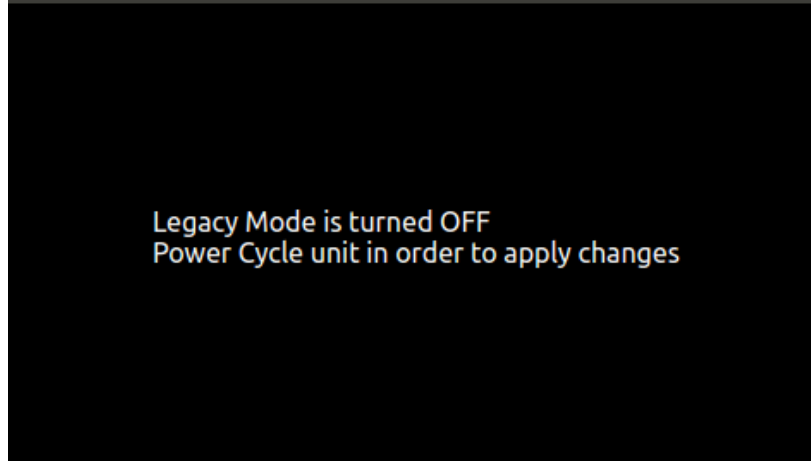 Legacy Mode is turned OFF
Power Cycle unit in order to apply changes